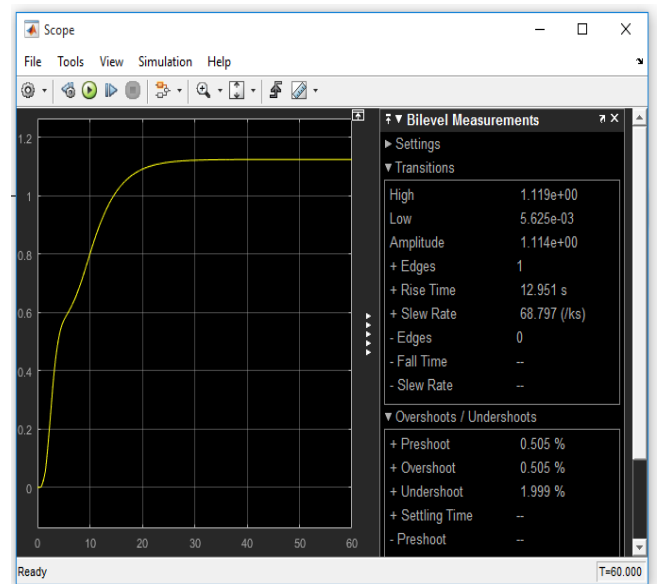 Scope
File Tools View Simulation Help
1.2
1
0.8
0.6
0.4
0.2
0
0 10 20 30 40 50 60
Bilevel Measurements
Settings
Transitions
High 1.119e+00
Low 5.625e-03
Amplitude 1.114e+00
+ Edges 1
+ Rise Time 12.951 s
+ Slew Rate 68.797 (/ks)
- Edges 0
- Fall Time --
- Slew Rate --
Overshoots / Undershoots
+ Preshoot 0.505 %
+ Overshoot 0.505 %
+ Undershoot 1.999 %
+ Settling Time --
- Preshoot --
Ready T=60.000